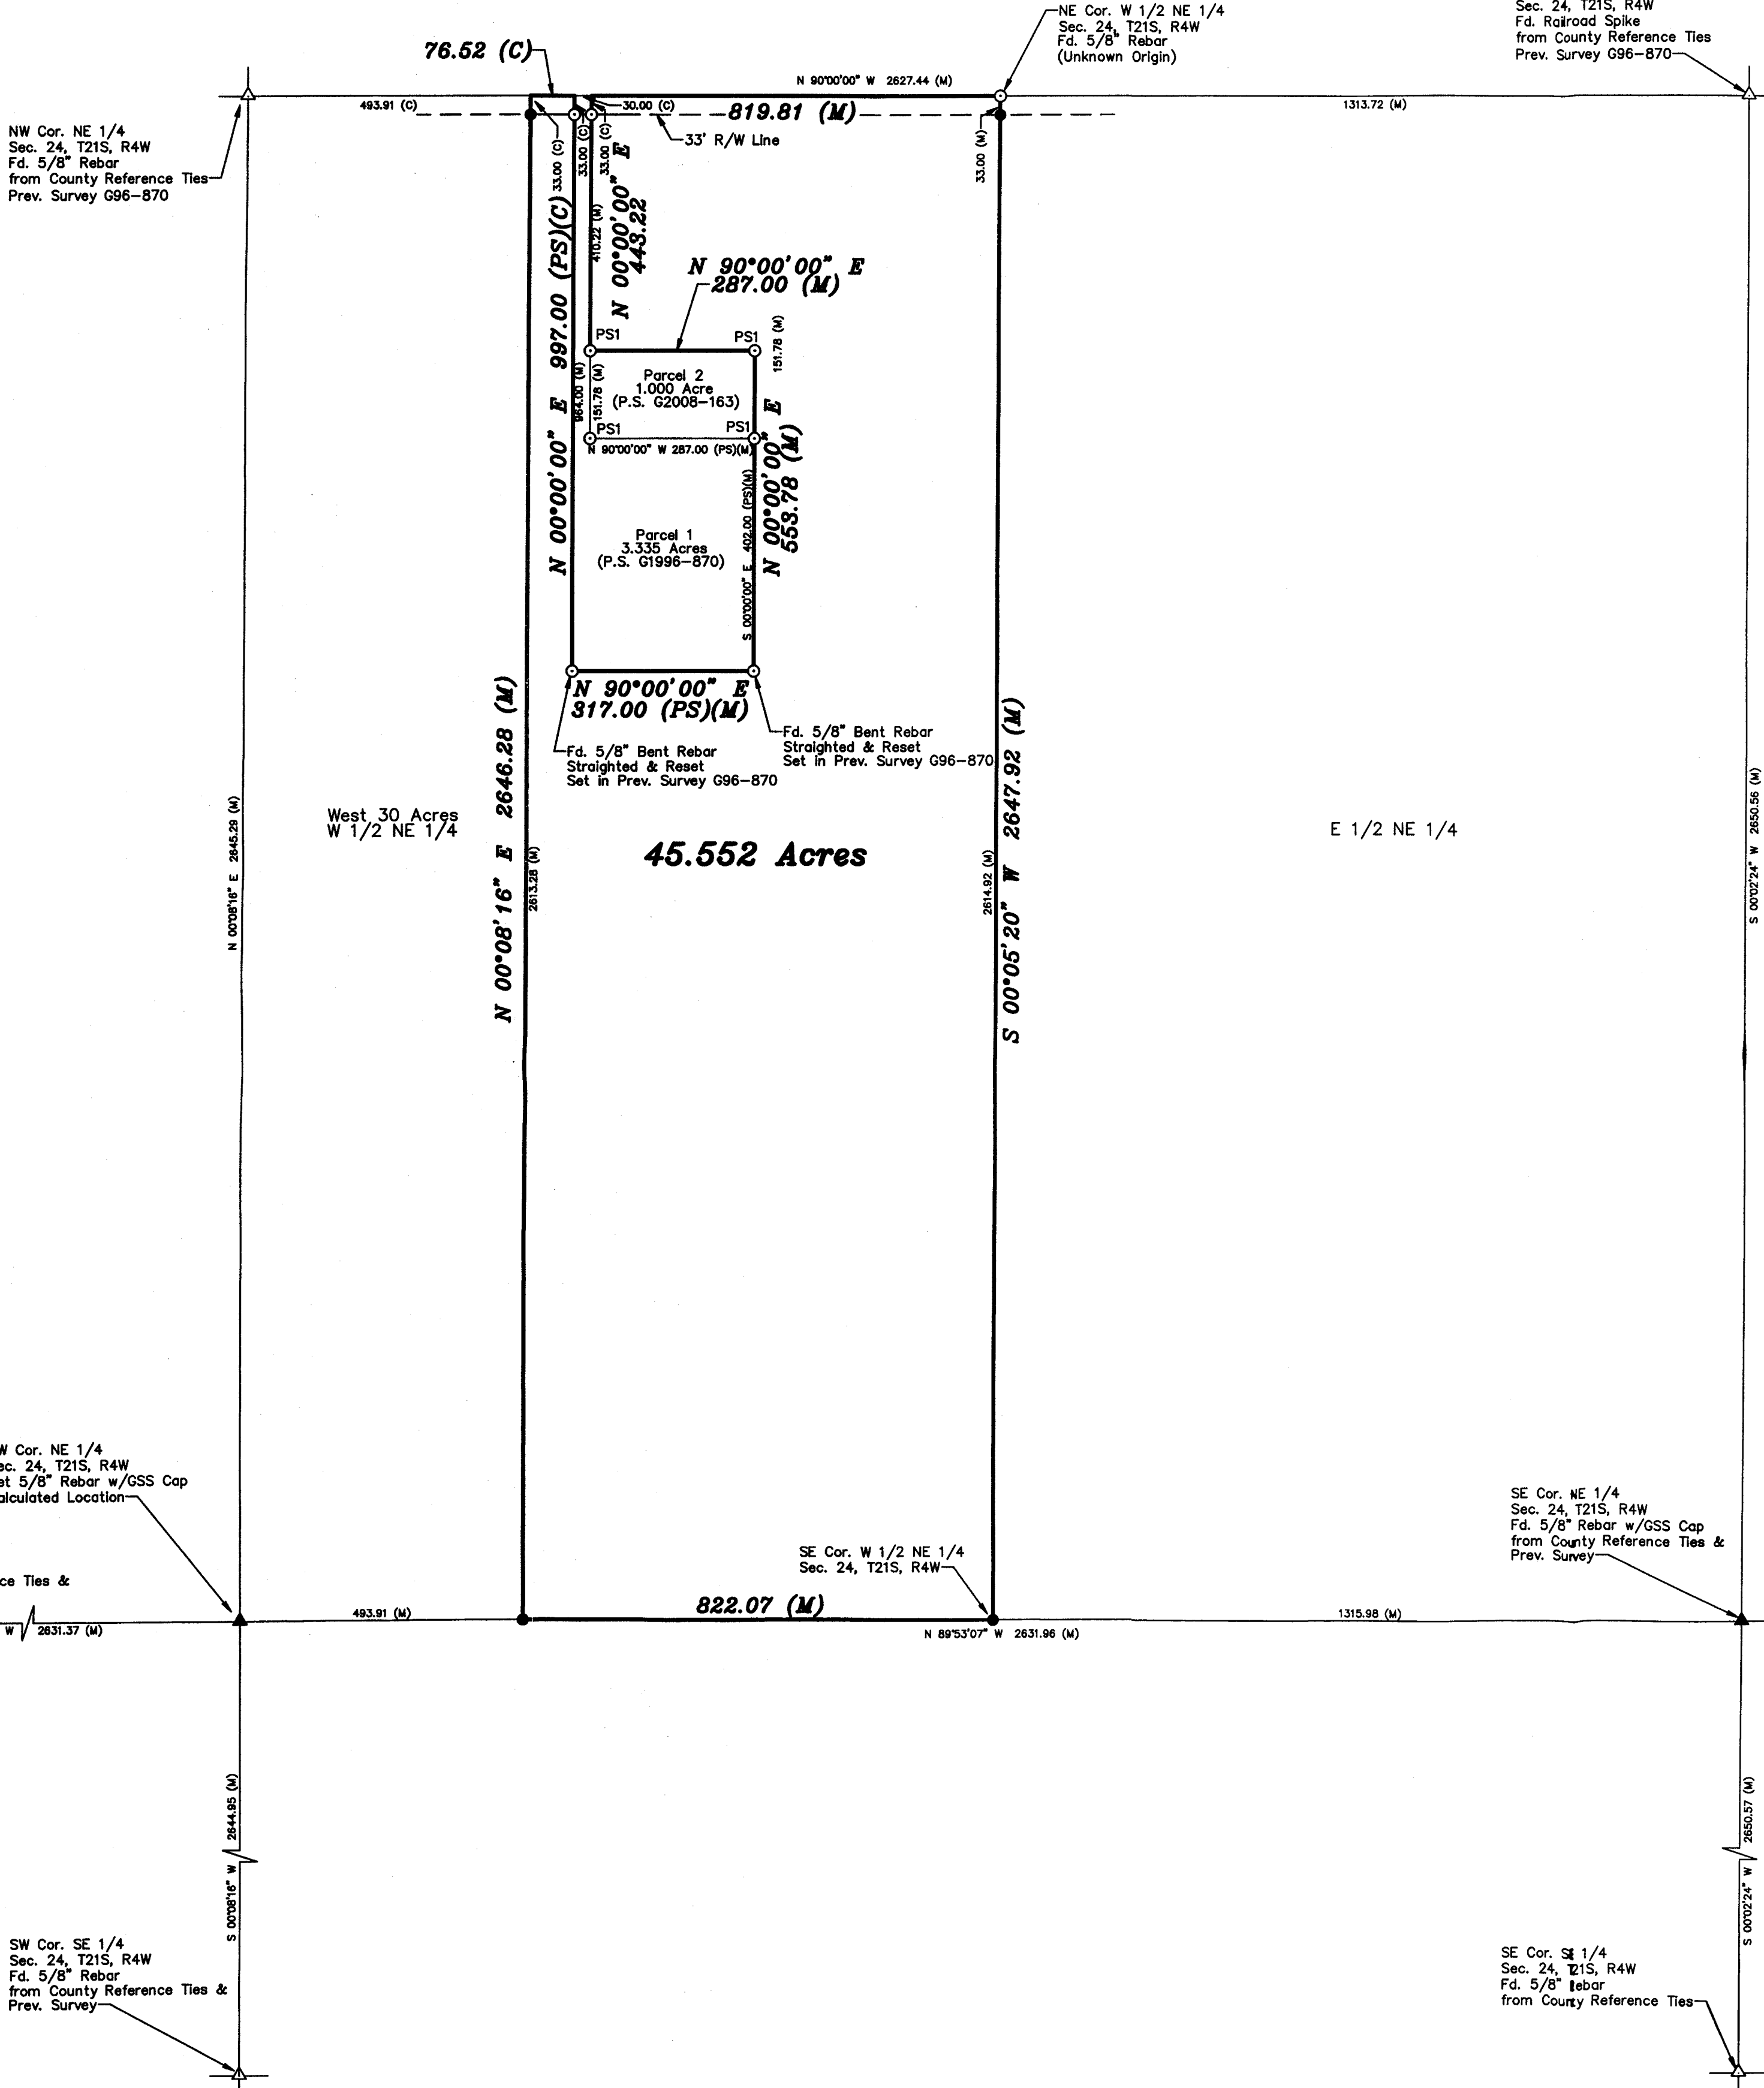 Sec. 24, T21S, R4W
Fd. Railroad Spike
from County Reference Ties
Prev. Survey G96-870
NE Cor. W 1/2 NE 1/4
Sec. 24, T21S, R4W
Fd. 5/8" Rebar
(Unknown Origin)
76.52 (C)
N 90°00'00" W 2627.44 (M)
493.91 (C)
30.00 (C)
819.81 (M)
1313.72 (M)
33' R/W Line
NW Cor. NE 1/4
Sec. 24, T21S, R4W
Fd. 5/8" Rebar
from County Reference Ties
Prev. Survey G96-870
33.00 (C)
33.00 (C)
33.00 (C)
33.00 (M)
N 00°00'00" E 997.00 (PS)(C)
410.22 (M)
N 00°00'00" E
443.22
N 90°00'00" E
287.00 (M)
PS1
PS1
151.78 (M)
964.00 (M)
151.78 (M)
Parcel 2
1.000 Acre
(P.S. G2008-163)
PS1
PS1
N 90°00'00" W 287.00 (PS)(M)
N 00°00'00" E
553.78 (M)
S 00°00'00" E 402.00 (PS)(M)
Parcel 1
3.335 Acres
(P.S. G1996-870)
N 90°00'00" E
317.00 (PS)(M)
Fd. 5/8" Bent Rebar
Straighted & Reset
Set in Prev. Survey G96-870
Fd. 5/8" Bent Rebar
Straighted & Reset
Set in Prev. Survey G96-870
N 00°08'16" E 2645.29 (M)
West 30 Acres
W 1/2 NE 1/4
N 00°08'16" E 2646.28 (M)
2613.28 (M)
45.552 Acres
2614.92 (M)
S 00°05'20" W 2647.92 (M)
E 1/2 NE 1/4
S 00°02'24" W 2650.56 (M)
W Cor. NE 1/4
ec. 24, T21S, R4W
et 5/8" Rebar w/GSS Cap
alculated Location
ce Ties &
W 2631.37 (M)
493.91 (M)
822.07 (M)
SE Cor. W 1/2 NE 1/4
Sec. 24, T21S, R4W
N 89°53'07" W 2631.96 (M)
1315.98 (M)
SE Cor. NE 1/4
Sec. 24, T21S, R4W
Fd. 5/8" Rebar w/GSS Cap
from County Reference Ties &
Prev. Survey
S 00°08'16" W 2644.95 (M)
S 00°02'24" W 2650.57 (M)
SW Cor. SE 1/4
Sec. 24, T21S, R4W
Fd. 5/8" Rebar
from County Reference Ties &
Prev. Survey
SE Cor. SE 1/4
Sec. 24, T21S, R4W
Fd. 5/8" Rebar
from County Reference Ties